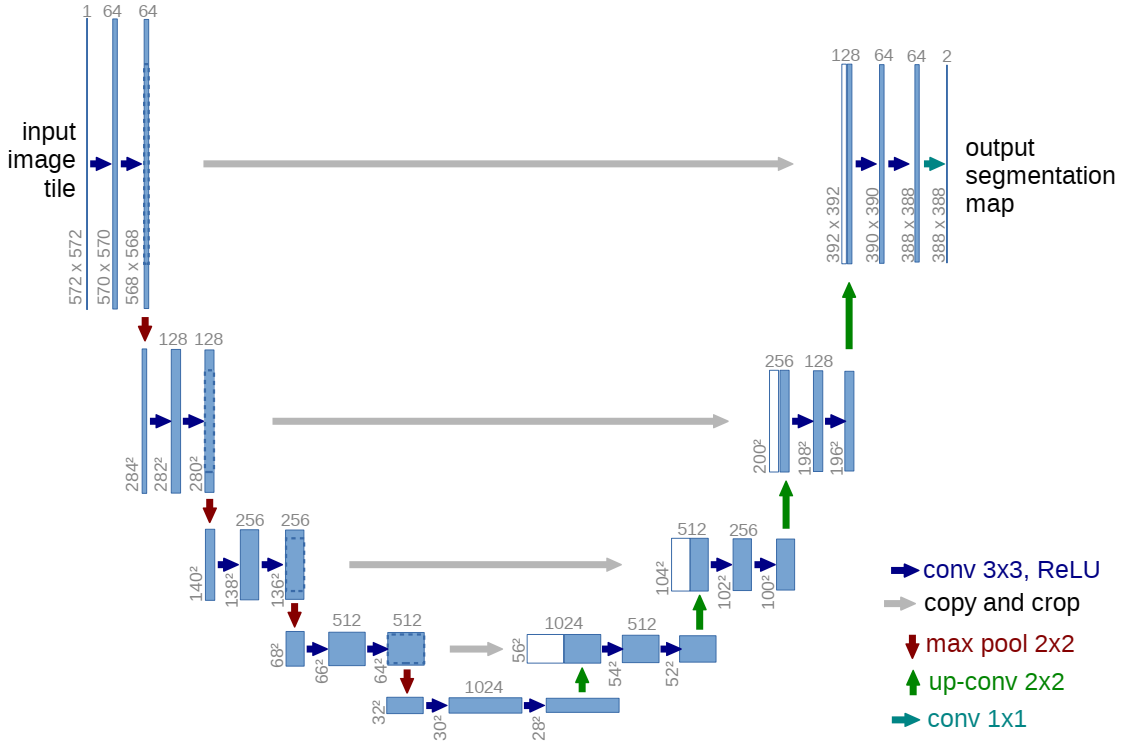 1 64 64
128 64 64 2
input
image
tile
output
segmentation
map
572 x 572
570 x 570
568 x 568
392 x 392
390 x 390
388 x 388
388 x 388
128 128
256 128
284²
282²
280²
200²
198²
196²
256 256
512 256
140²
138²
136²
104²
102²
100²
512 512
1024 512
68²
66²
64²
56²
54²
52²
1024
32²
30²
28²
conv 3x3, ReLU
copy and crop
max pool 2x2
up-conv 2x2
conv 1x1